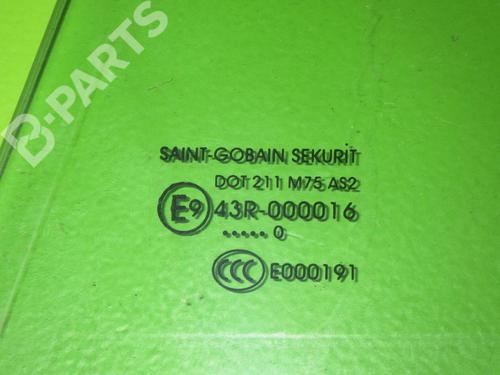 B-PARTS
SAINT-GOBAIN SEKURIT
DOT 211 M75 AS2
E9 43R-000016
..... 0
CCC E000191